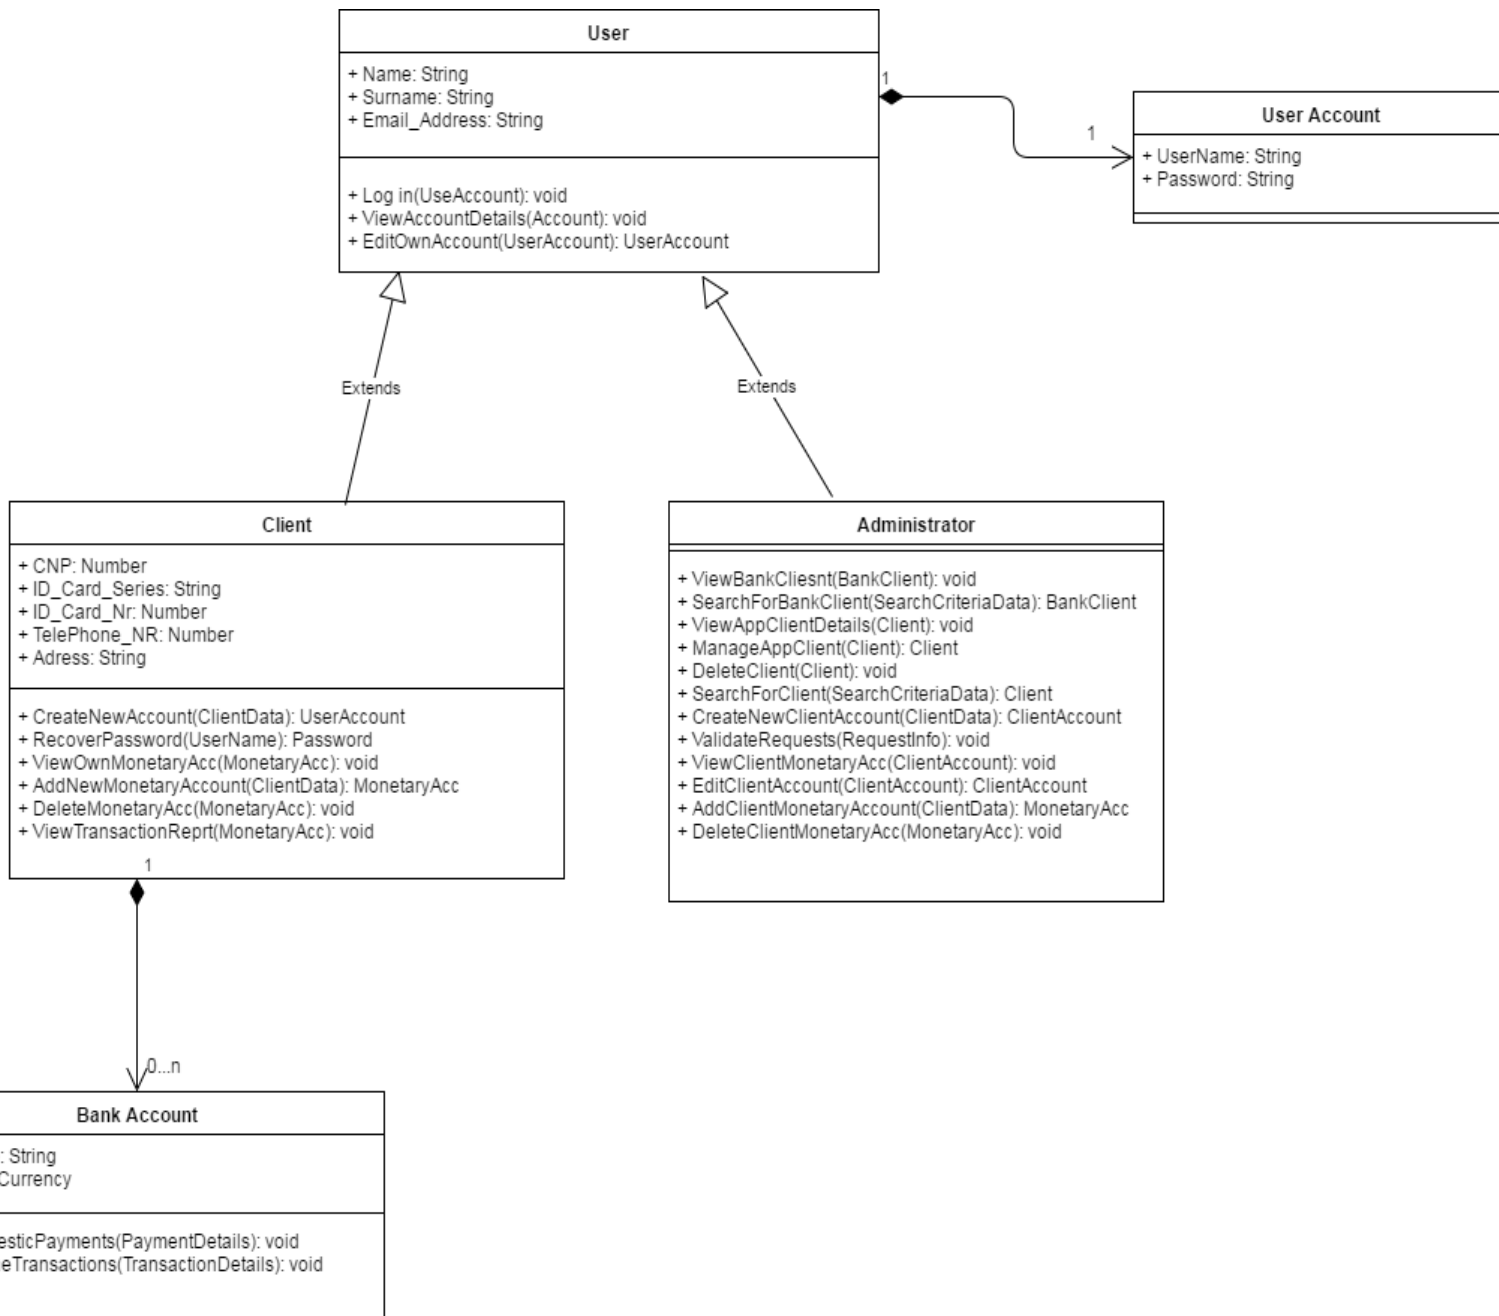 User
+ Name: String
+ Surname: String
+ Email_Address: String
+ Log in(UseAccount): void
+ ViewAccountDetails(Account): void
+ EditOwnAccount(UserAccount): UserAccount
1
1
User Account
+ UserName: String
+ Password: String
Extends
Extends
Client
+ CNP: Number
+ ID_Card_Series: String
+ ID_Card_Nr: Number
+ TelePhone_NR: Number
+ Adress: String
+ CreateNewAccount(ClientData): UserAccount
+ RecoverPassword(UserName): Password
+ ViewOwnMonetaryAcc(MonetaryAcc): void
+ AddNewMonetaryAccount(ClientData): MonetaryAcc
+ DeleteMonetaryAcc(MonetaryAcc): void
+ ViewTransactionReprt(MonetaryAcc): void
Administrator
+ ViewBankCliesnt(BankClient): void
+ SearchForBankClient(SearchCriteriaData): BankClient
+ ViewAppClientDetails(Client): void
+ ManageAppClient(Client): Client
+ DeleteClient(Client): void
+ SearchForClient(SearchCriteriaData): Client
+ CreateNewClientAccount(ClientData): ClientAccount
+ ValidateRequests(RequestInfo): void
+ ViewClientMonetaryAcc(ClientAccount): void
+ EditClientAccount(ClientAccount): ClientAccount
+ AddClientMonetaryAccount(ClientData): MonetaryAcc
+ DeleteClientMonetaryAcc(MonetaryAcc): void
1
0...n
Bank Account
: String
Currency
esticPayments(PaymentDetails): void
eTransactions(TransactionDetails): void